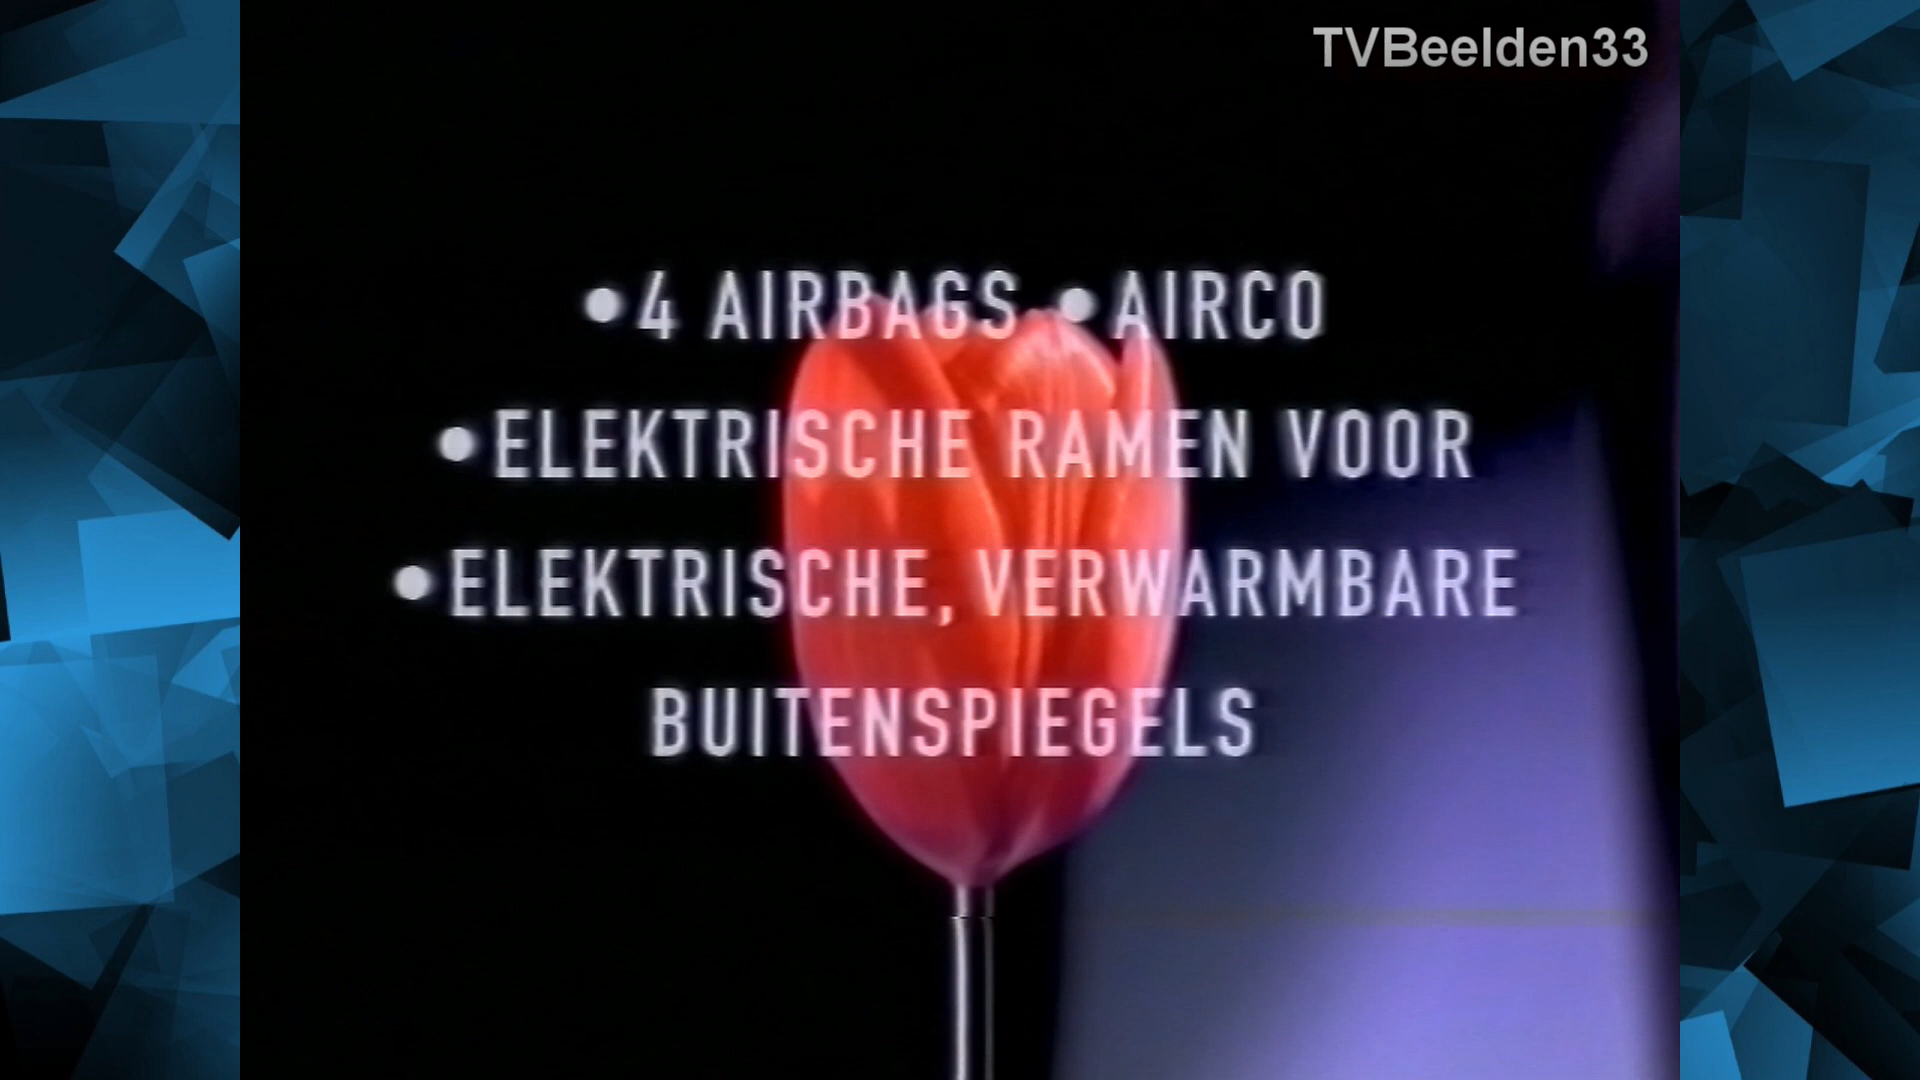 TVBeelden33
•4 AIRBAGS •AIRCO
•ELEKTRISCHE RAMEN VOOR
•ELEKTRISCHE, VERWARMBARE
BUITENSPIEGELS